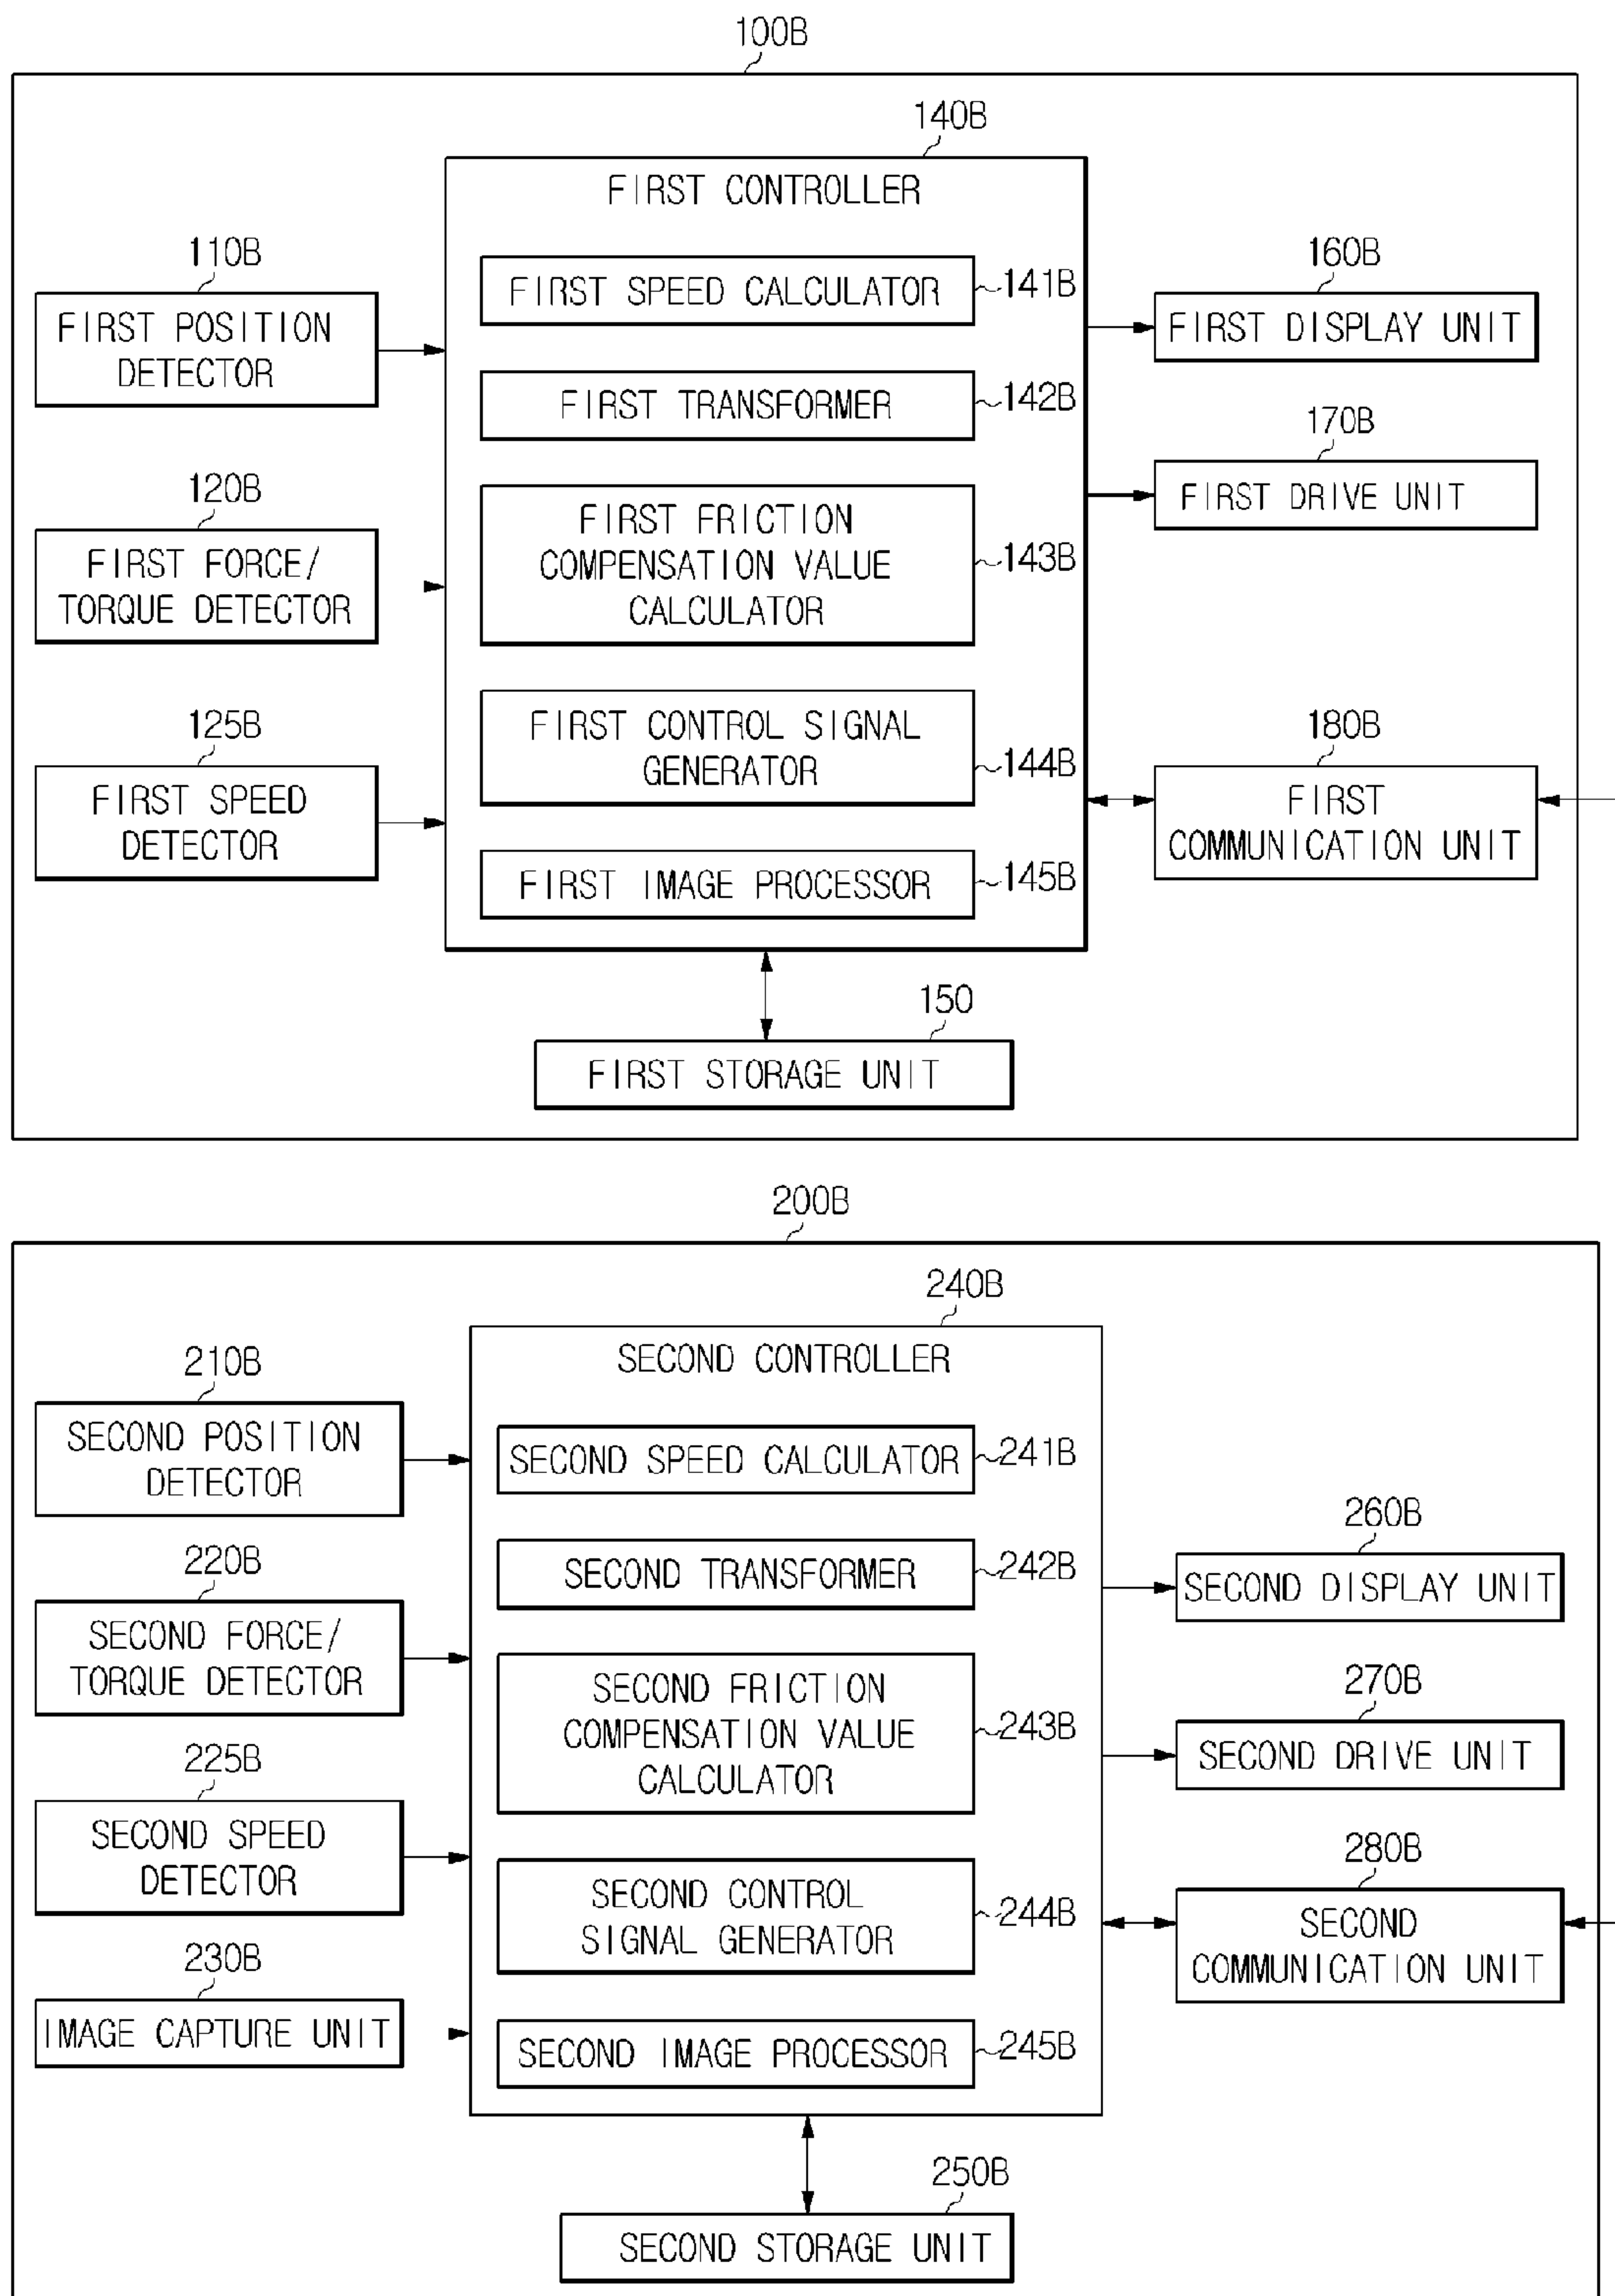 100B
140B
FIRST CONTROLLER
110B
FIRST POSITION
DETECTOR
120B
FIRST FORCE/
TORQUE DETECTOR
125B
FIRST SPEED
DETECTOR
FIRST SPEED CALCULATOR
141B
FIRST TRANSFORMER
142B
FIRST FRICTION
COMPENSATION VALUE
CALCULATOR
143B
FIRST CONTROL SIGNAL
GENERATOR
144B
FIRST IMAGE PROCESSOR
145B
160B
FIRST DISPLAY UNIT
170B
FIRST DRIVE UNIT
180B
FIRST
COMMUNICATION UNIT
150
FIRST STORAGE UNIT
200B
240B
SECOND CONTROLLER
210B
SECOND POSITION
DETECTOR
220B
SECOND FORCE/
TORQUE DETECTOR
225B
SECOND SPEED
DETECTOR
230B
IMAGE CAPTURE UNIT
SECOND SPEED CALCULATOR
241B
SECOND TRANSFORMER
242B
SECOND FRICTION
COMPENSATION VALUE
CALCULATOR
243B
SECOND CONTROL
SIGNAL GENERATOR
244B
SECOND IMAGE PROCESSOR
245B
260B
SECOND DISPLAY UNIT
270B
SECOND DRIVE UNIT
280B
SECOND
COMMUNICATION UNIT
250B
SECOND STORAGE UNIT